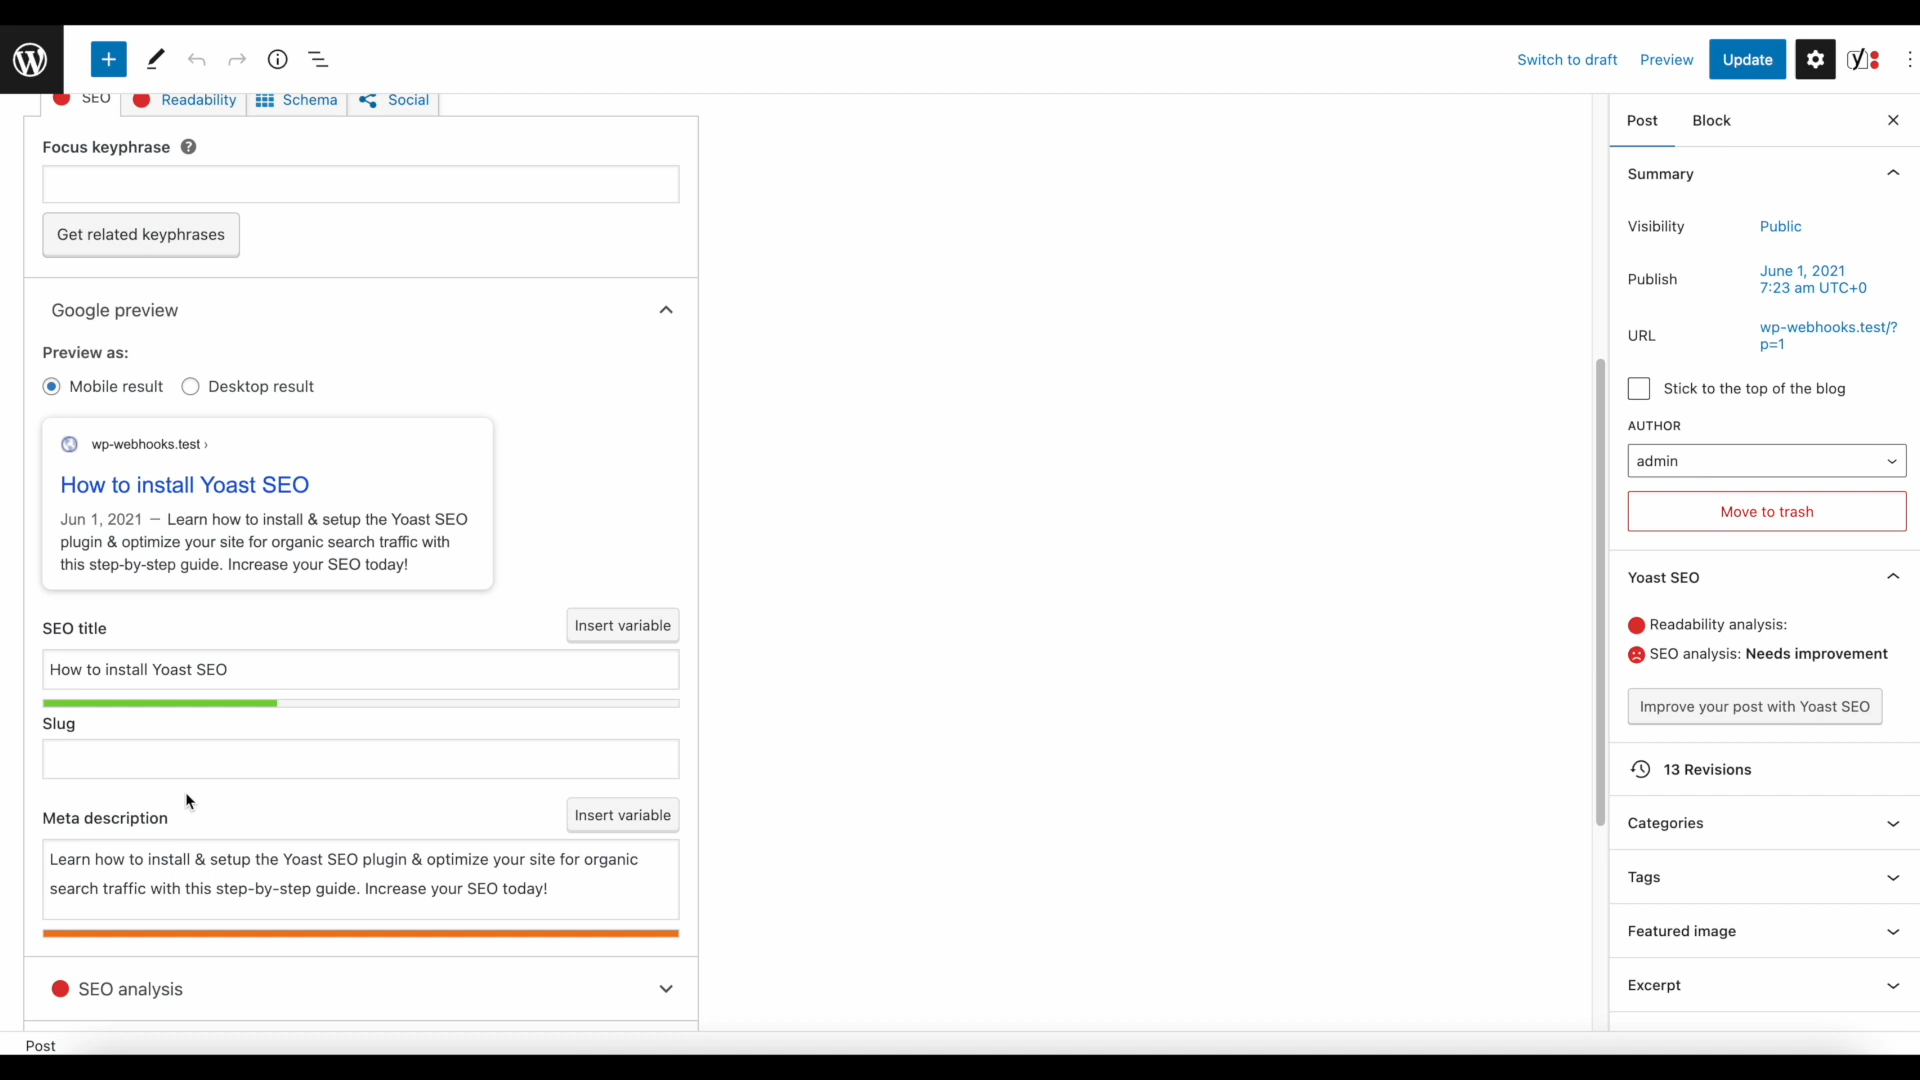 Switch to draft
Preview
Update
SEO
Readability
Schema
Social
Focus keyphrase ?
Get related keyphrases
Google preview
Preview as:
Mobile result
Desktop result
wp-webhooks.test ›
How to install Yoast SEO
Jun 1, 2021 － Learn how to install & setup the Yoast SEO
plugin & optimize your site for organic search traffic with
this step-by-step guide. Increase your SEO today!
SEO title
Insert variable
How to install Yoast SEO
Slug
Meta description
Insert variable
Learn how to install & setup the Yoast SEO plugin & optimize your site for organic
search traffic with this step-by-step guide. Increase your SEO today!
SEO analysis
Post
Post
Block
Summary
Visibility
Public
Publish
June 1, 2021
7:23 am UTC+0
URL
wp-webhooks.test/?
p=1
Stick to the top of the blog
AUTHOR
admin
Move to trash
Yoast SEO
Readability analysis:
SEO analysis: Needs improvement
Improve your post with Yoast SEO
13 Revisions
Categories
Tags
Featured image
Excerpt